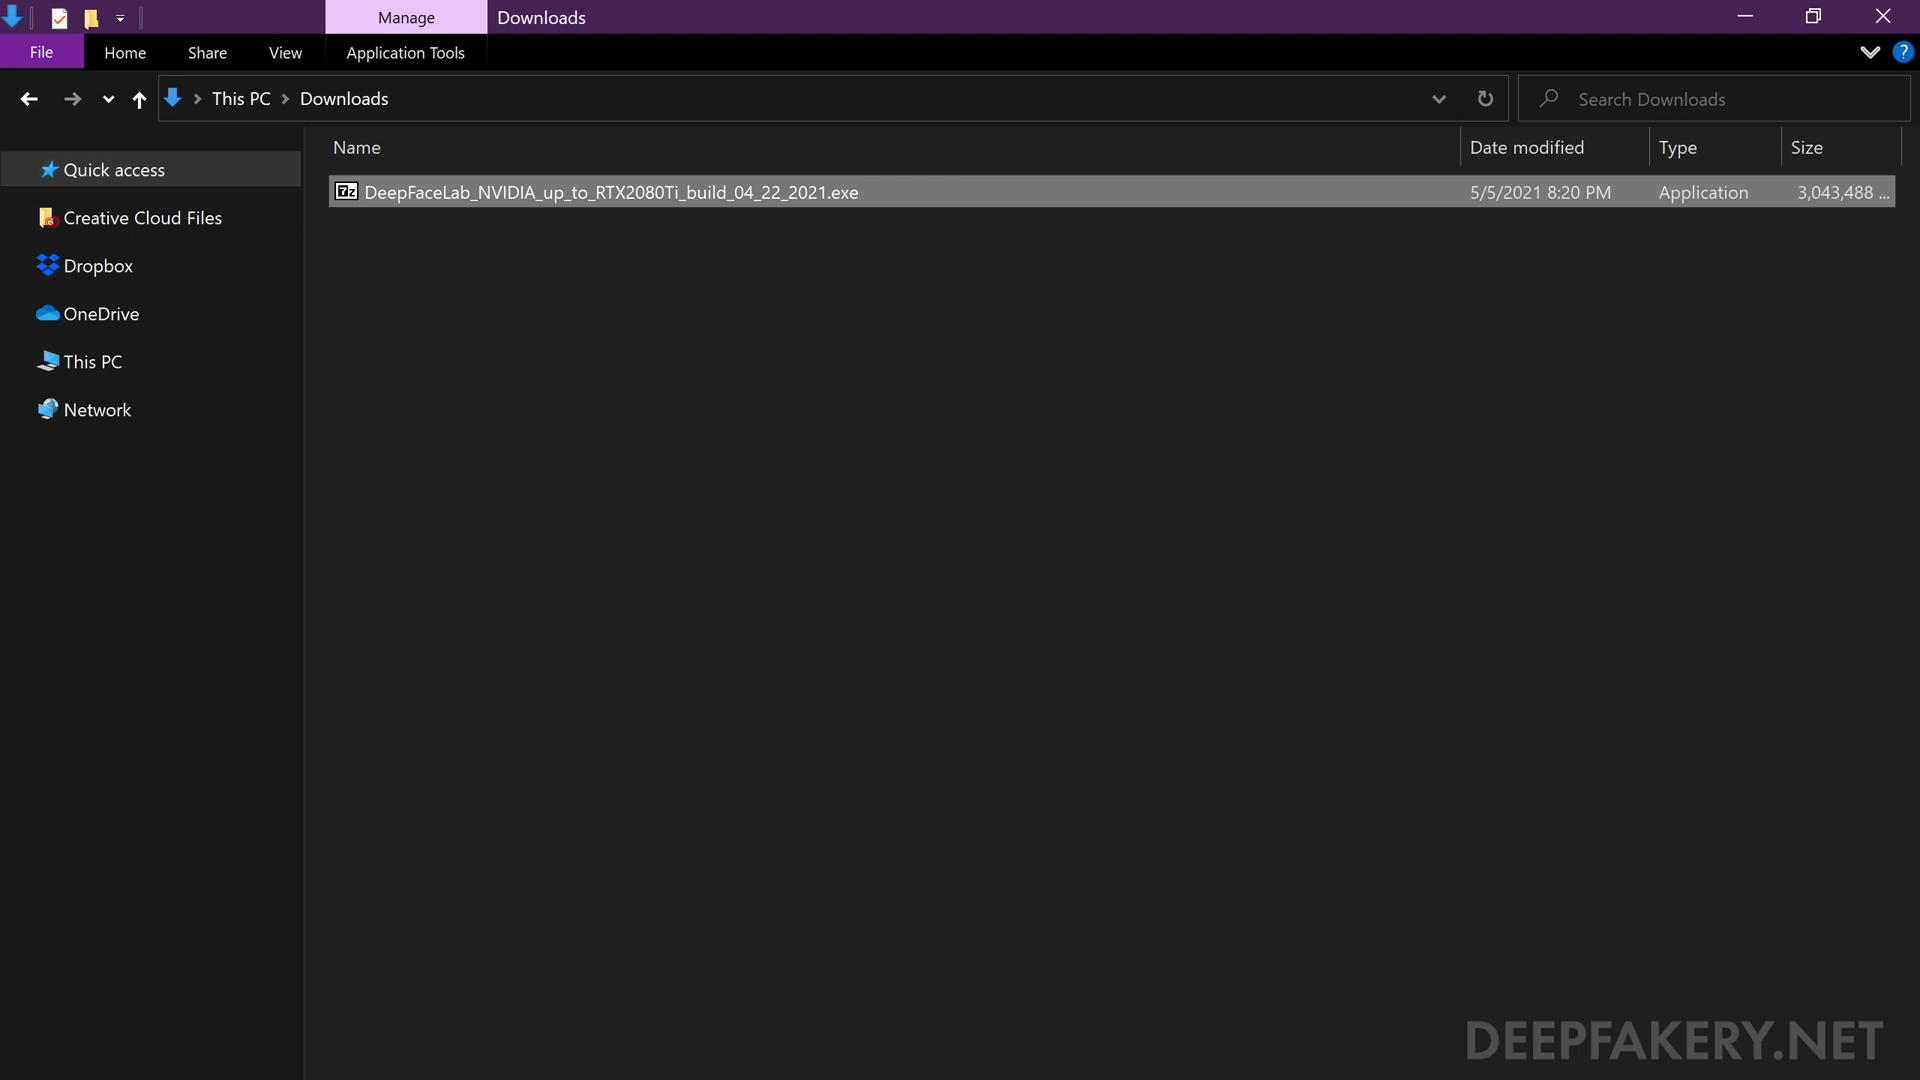 Manage
Downloads
File
Home
Share
View
Application Tools
?
This PC
Downloads
Search Downloads
Quick access
Creative Cloud Files
Dropbox
OneDrive
This PC
Network
Name
Date modified
Type
Size
7z
DeepFaceLab_NVIDIA_up_to_RTX2080Ti_build_04_22_2021.exe
5/5/2021 8:20 PM
Application
3,043,488 ...
DEEPFAKERY.NET